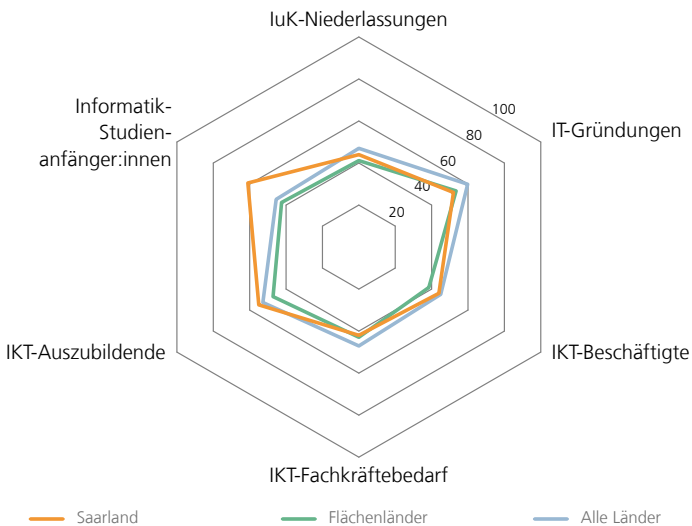 IuK-Niederlassungen
Informatik-
Studien-
anfänger:innen
100
IT-Gründungen
80
60
40
20
IKT-Auszubildende
IKT-Beschäftigte
IKT-Fachkräftebedarf
Saarland
Flächenländer
Alle Länder